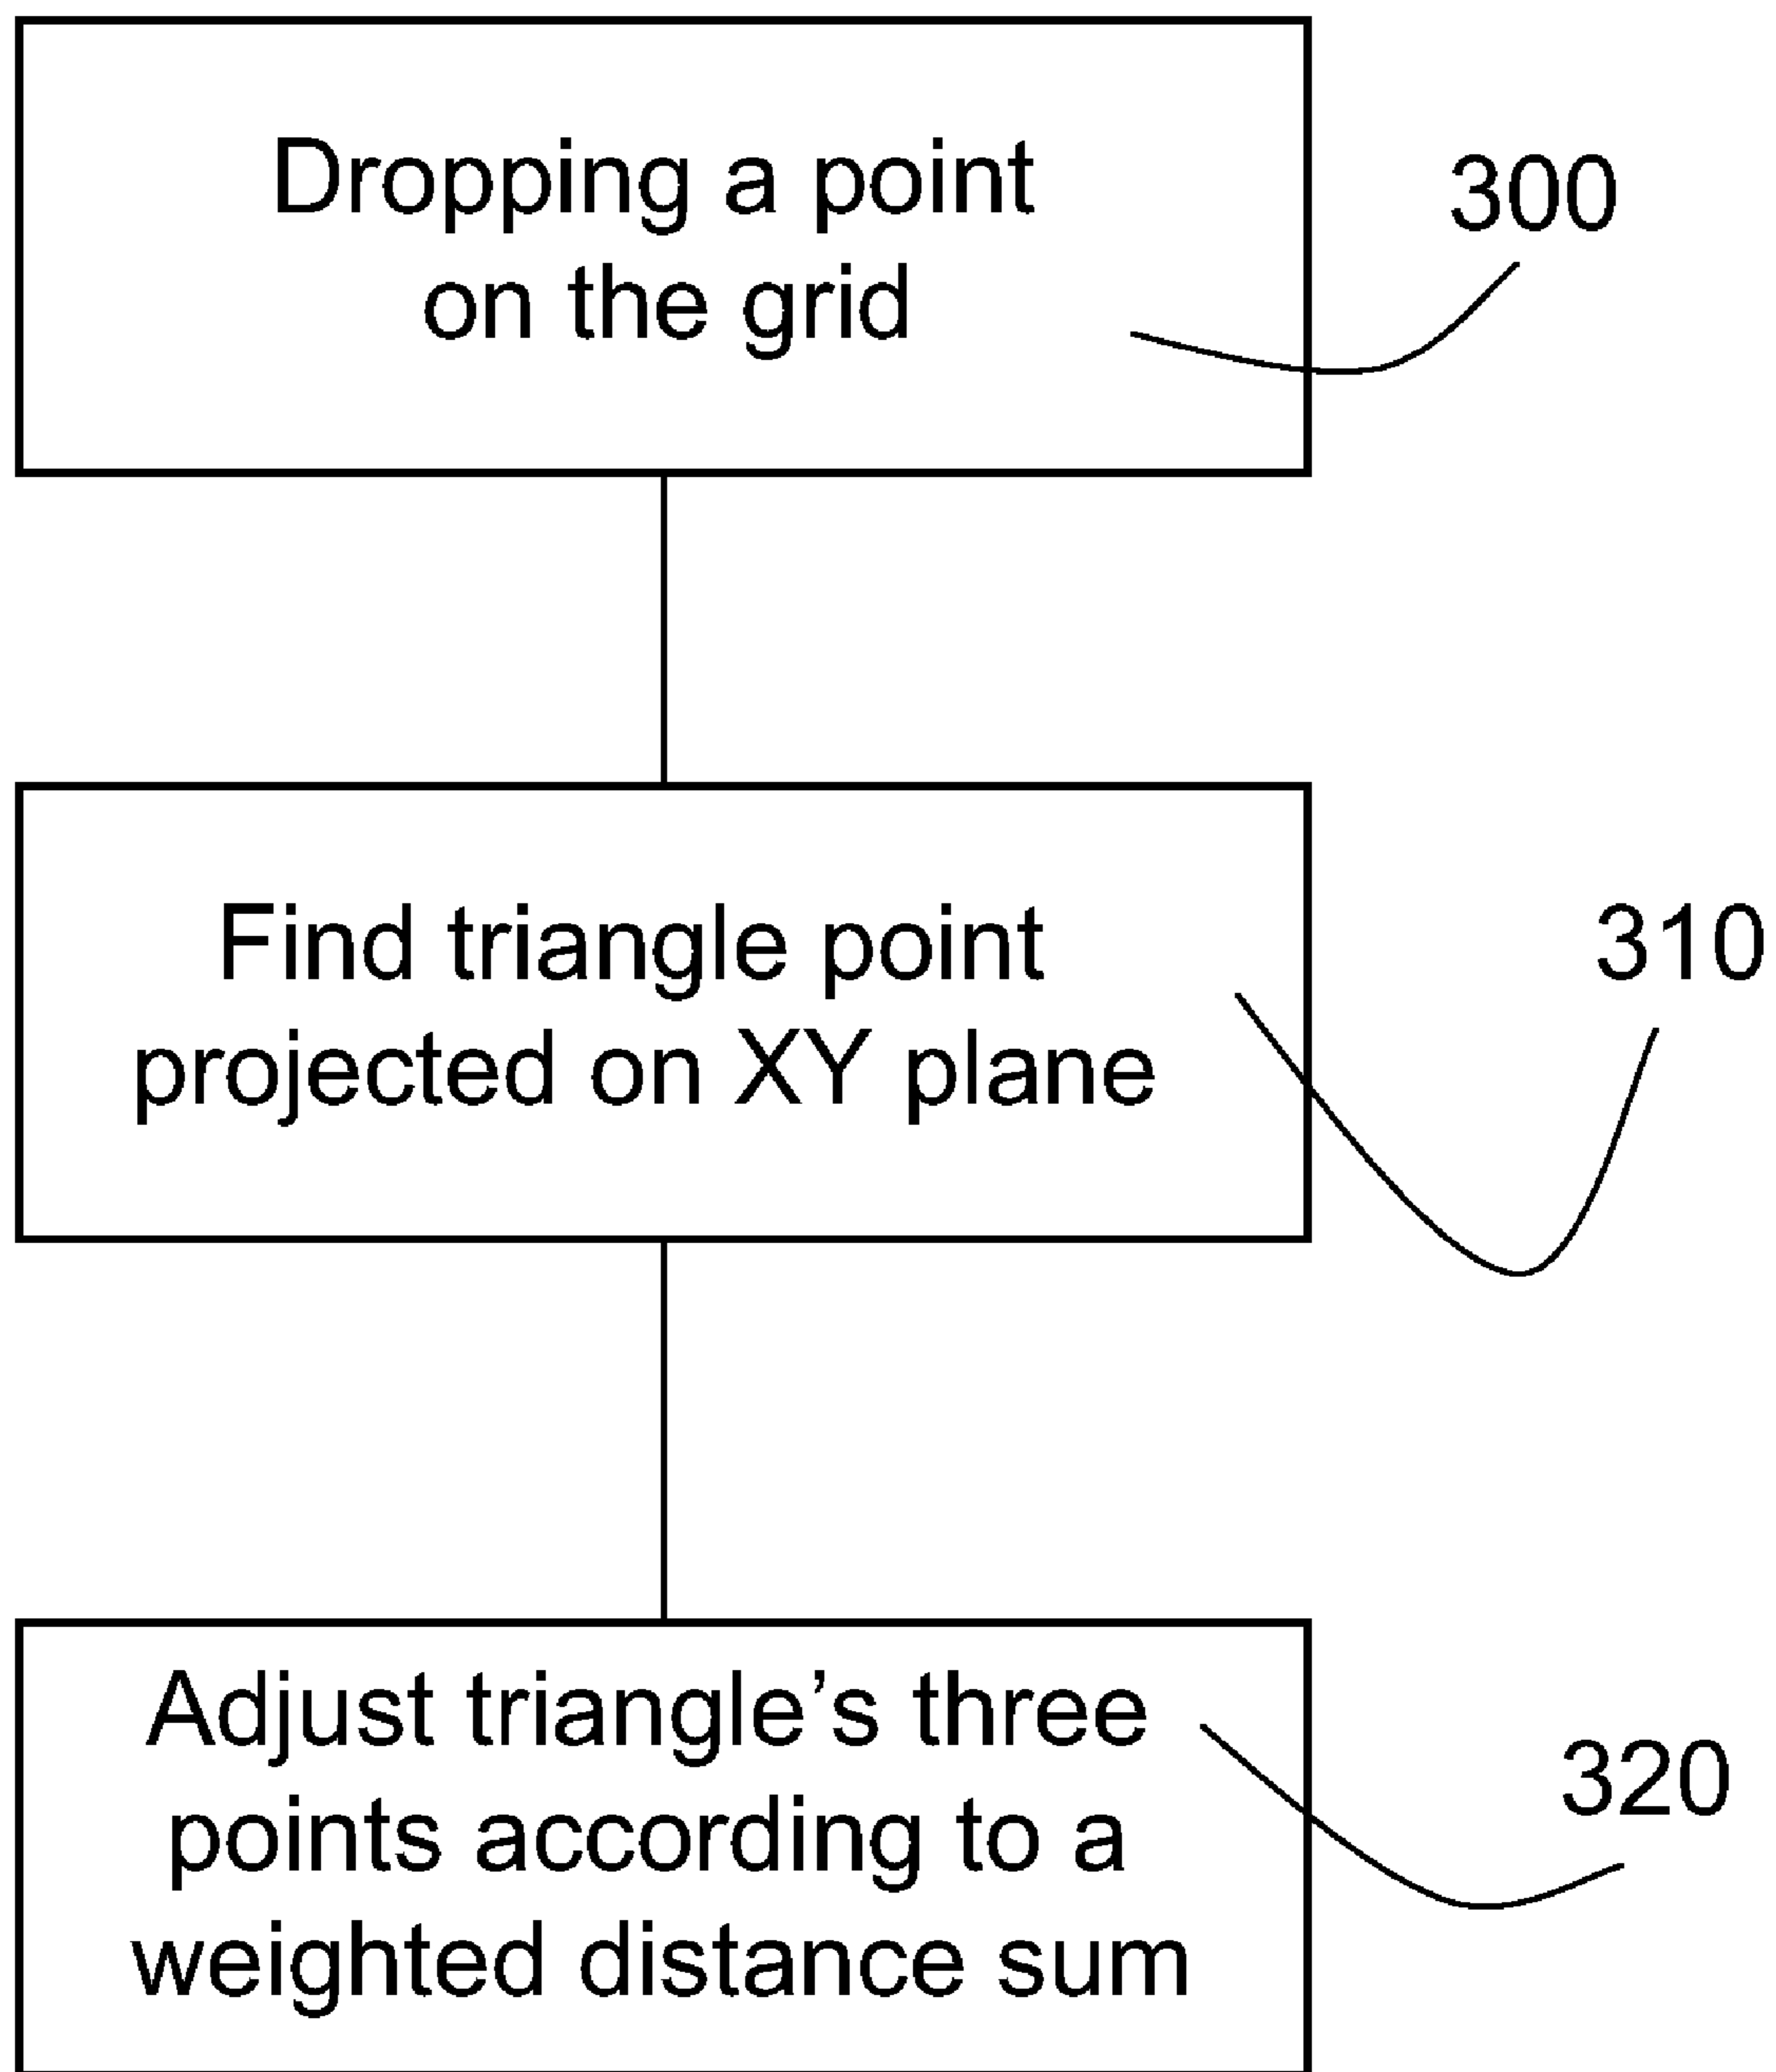 Dropping a point
on the grid
300
Find triangle point
projected on XY plane
310
Adjust triangle’s three
points according to a
weighted distance sum
320